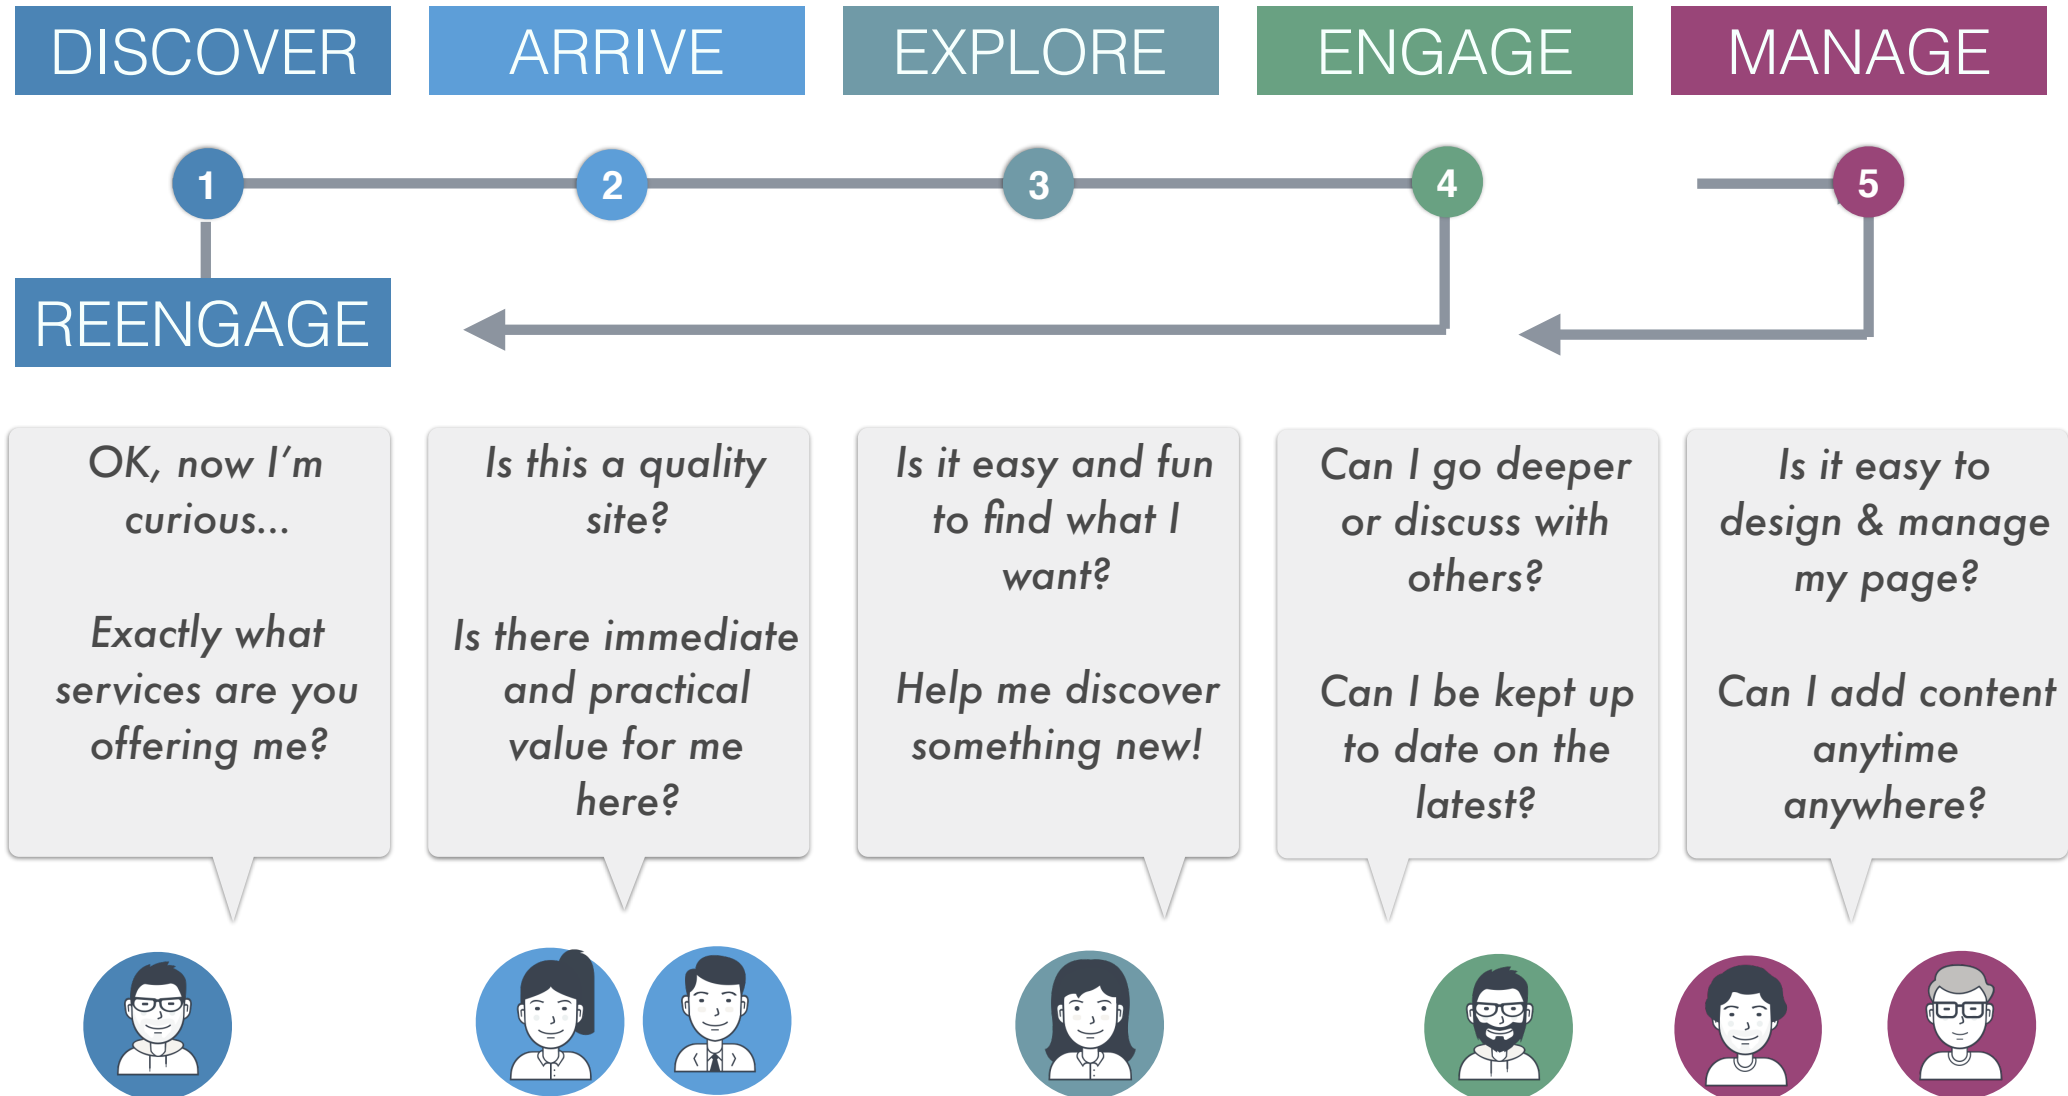 DISCOVER
ARRIVE
EXPLORE
ENGAGE
MANAGE
1
2
3
4
5
REENGAGE
OK, now I'm
curious...
Exactly what
services are you
offering me?
Is this a quality
site?
Is there immediate
and practical
value for me
here?
Is it easy and fun
to find what I
want?
Help me discover
something new!
Can I go deeper
or discuss with
others?
Can I be kept up
to date on the
latest?
Is it easy to
design & manage
my page?
Can I add content
anytime
anywhere?